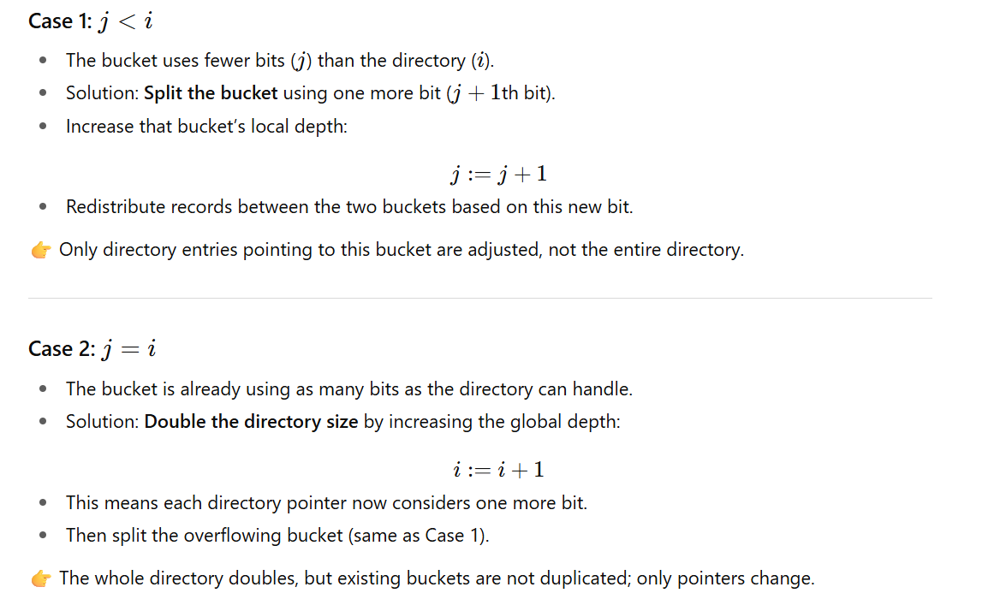 Case 1: j < i
• The bucket uses fewer bits (j) than the directory (i).
• Solution: Split the bucket using one more bit (j + 1th bit).
• Increase that bucket’s local depth:
j := j + 1
• Redistribute records between the two buckets based on this new bit.
👉 Only directory entries pointing to this bucket are adjusted, not the entire directory.
Case 2: j = i
• The bucket is already using as many bits as the directory can handle.
• Solution: Double the directory size by increasing the global depth:
i := i + 1
• This means each directory pointer now considers one more bit.
• Then split the overflowing bucket (same as Case 1).
👉 The whole directory doubles, but existing buckets are not duplicated; only pointers change.